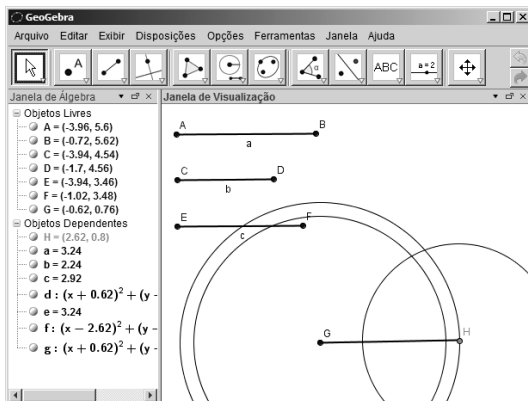 GeoGebra
Arquivo Editar Exibir Disposições Opções Ferramentas Janela Ajuda
A
α
ABC
a = 2
Janela de Álgebra
Objetos Livres
A = (-3.96, 5.6)
B = (-0.72, 5.62)
C = (-3.94, 4.54)
D = (-1.7, 4.56)
E = (-3.94, 3.46)
F = (-1.02, 3.48)
G = (-0.62, 0.76)
Objetos Dependentes
H = (2.62, 0.8)
a = 3.24
b = 2.24
c = 2.92
d : (x + 0.62)² + (y -
e = 3.24
f : (x − 2.62)² + (y -
g : (x + 0.62)² + (y -
Janela de Visualização
A B
a
C D
b
E F
c
G H